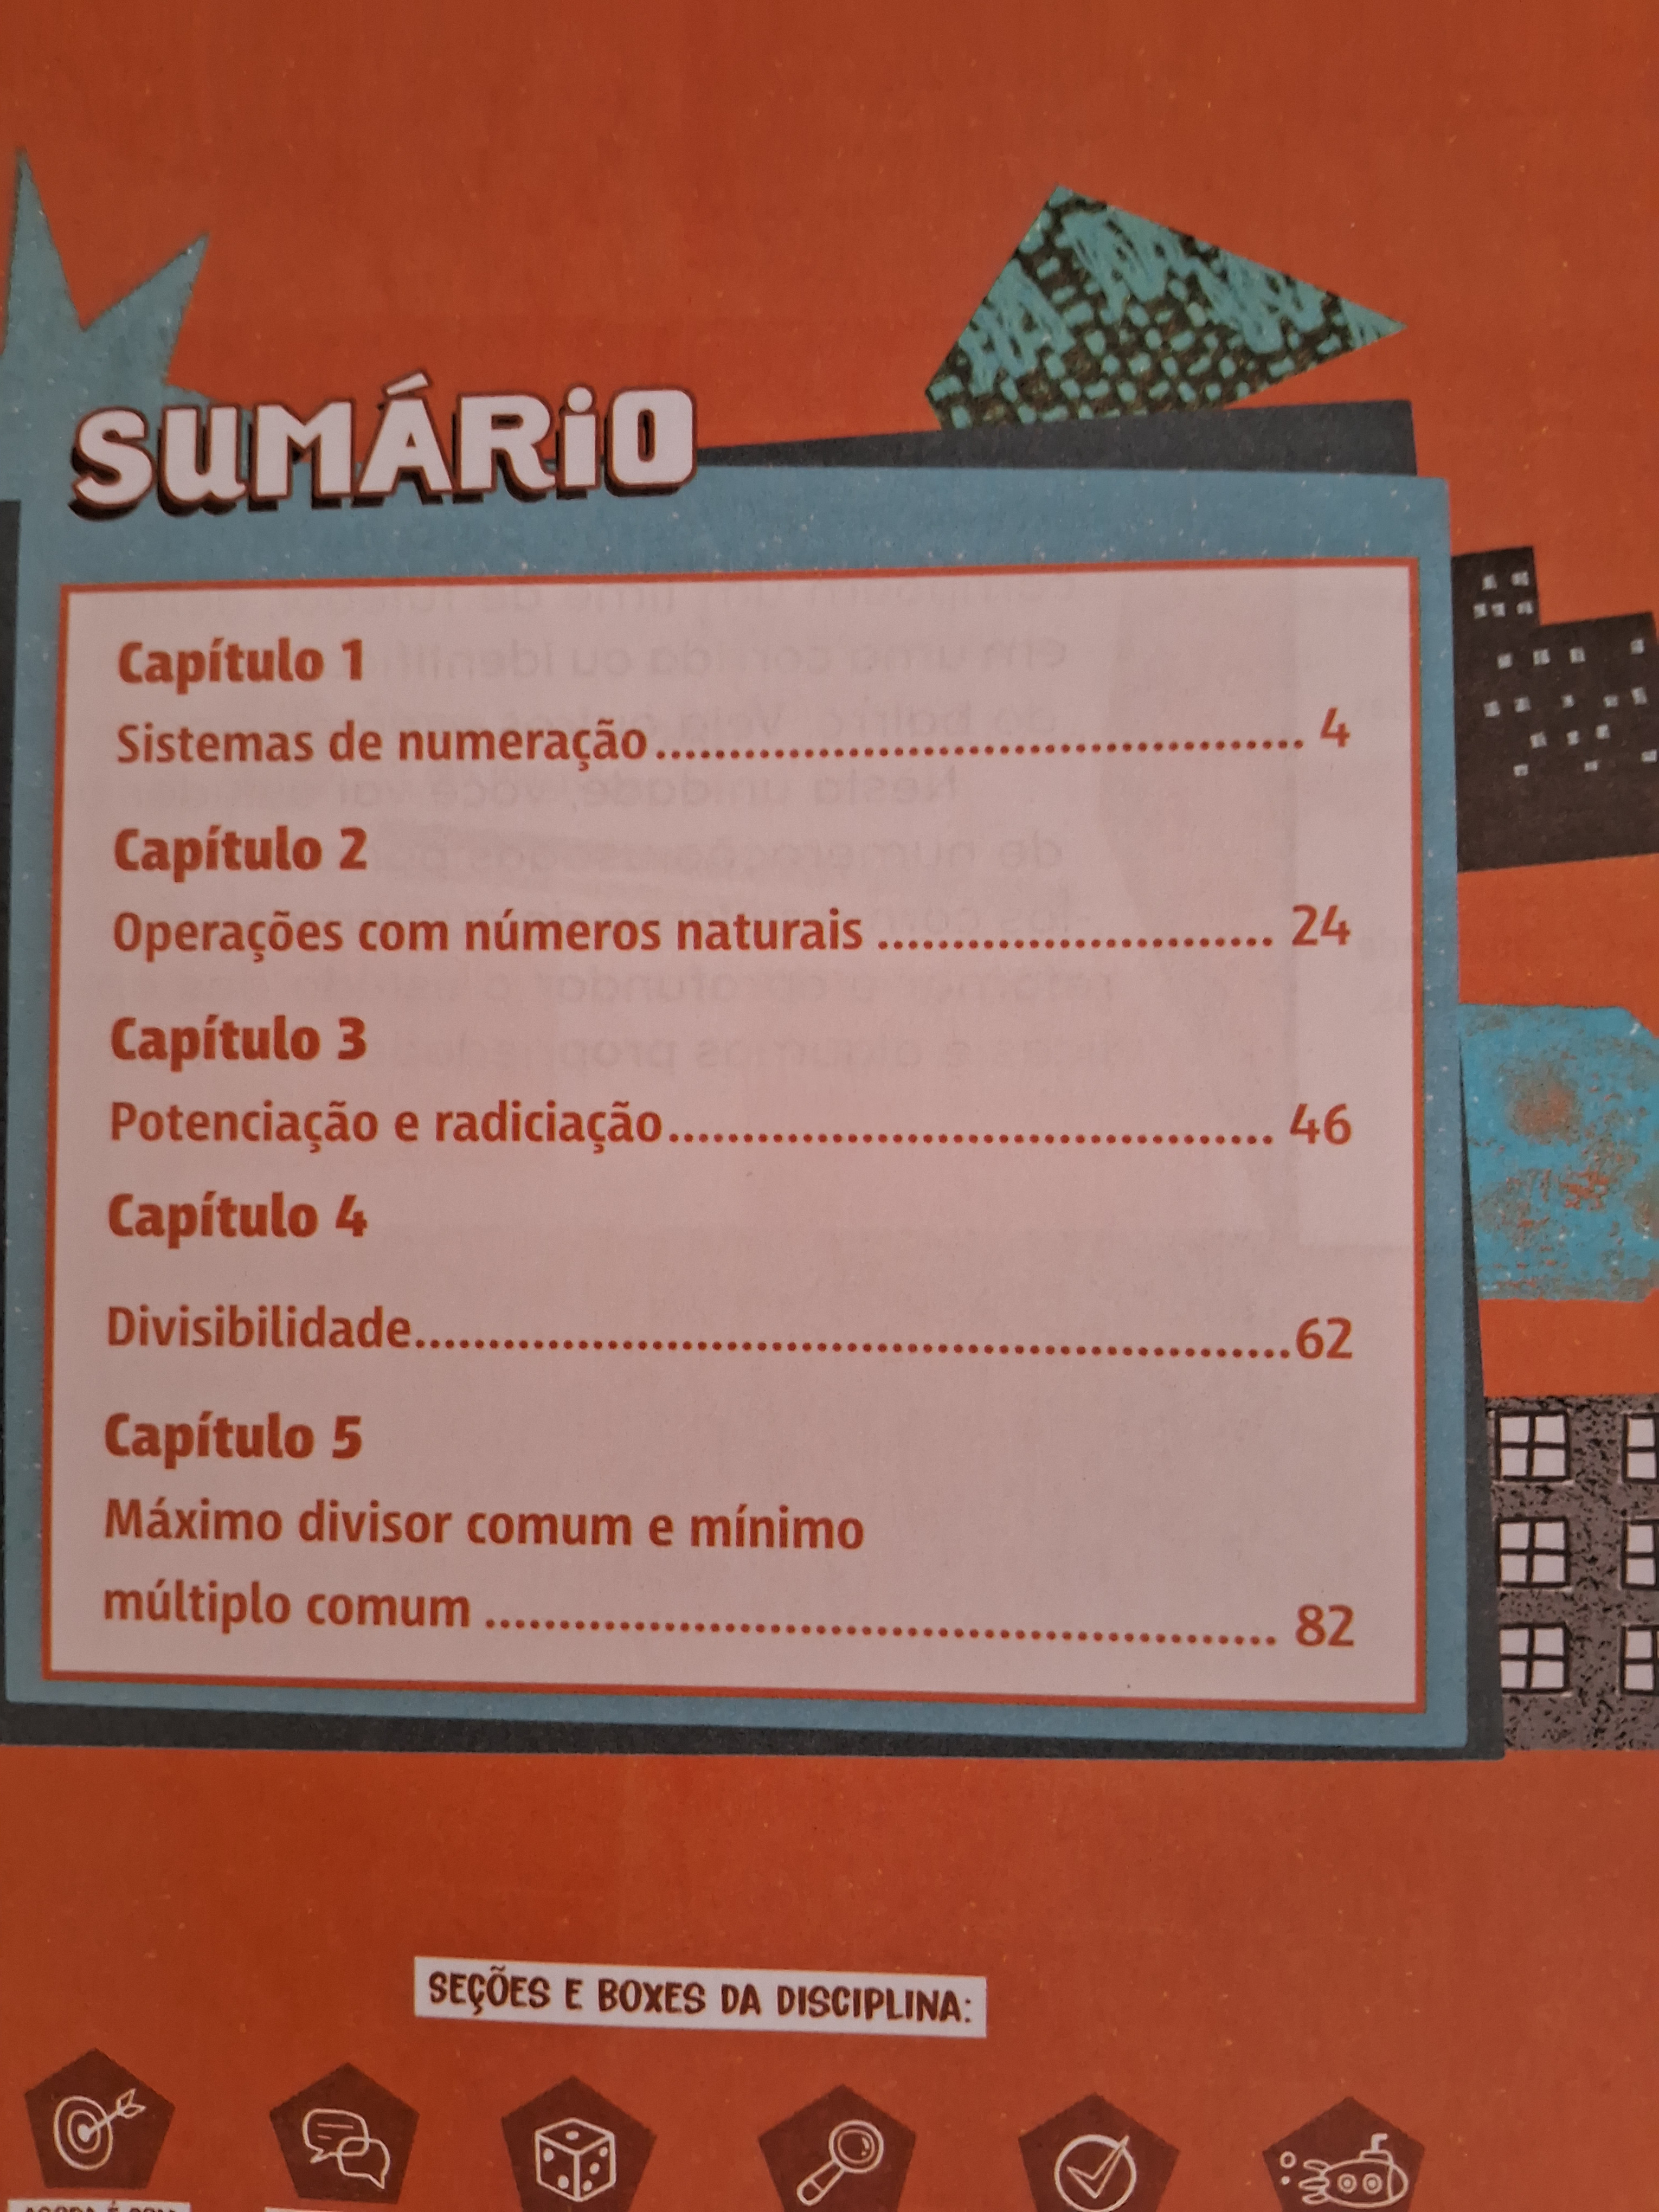 SUMÁRiO
Capítulo 1
Sistemas de numeração........................................... 4
Capítulo 2
Operações com números naturais ........................... 24
Capítulo 3
Potenciação e radiciação......................................... 46
Capítulo 4
Divisibilidade...........................................................62
Capítulo 5
Máximo divisor comum e mínimo
múltiplo comum ..................................................... 82
SEÇÕES E BOXES DA DISCIPLINA: